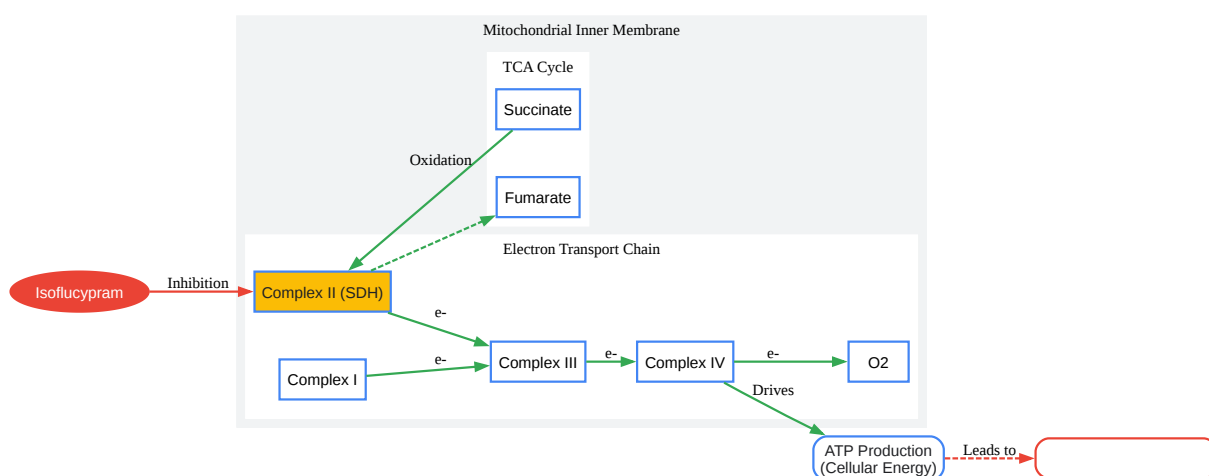 Mitochondrial Inner Membrane
TCA Cycle
Succinate
Oxidation
Fumarate
Electron Transport Chain
Isoflucypram
Inhibition
Complex II (SDH)
e-
Complex I
e-
Complex III
e-
Complex IV
e-
O2
Drives
ATP Production
(Cellular Energy)
Leads to